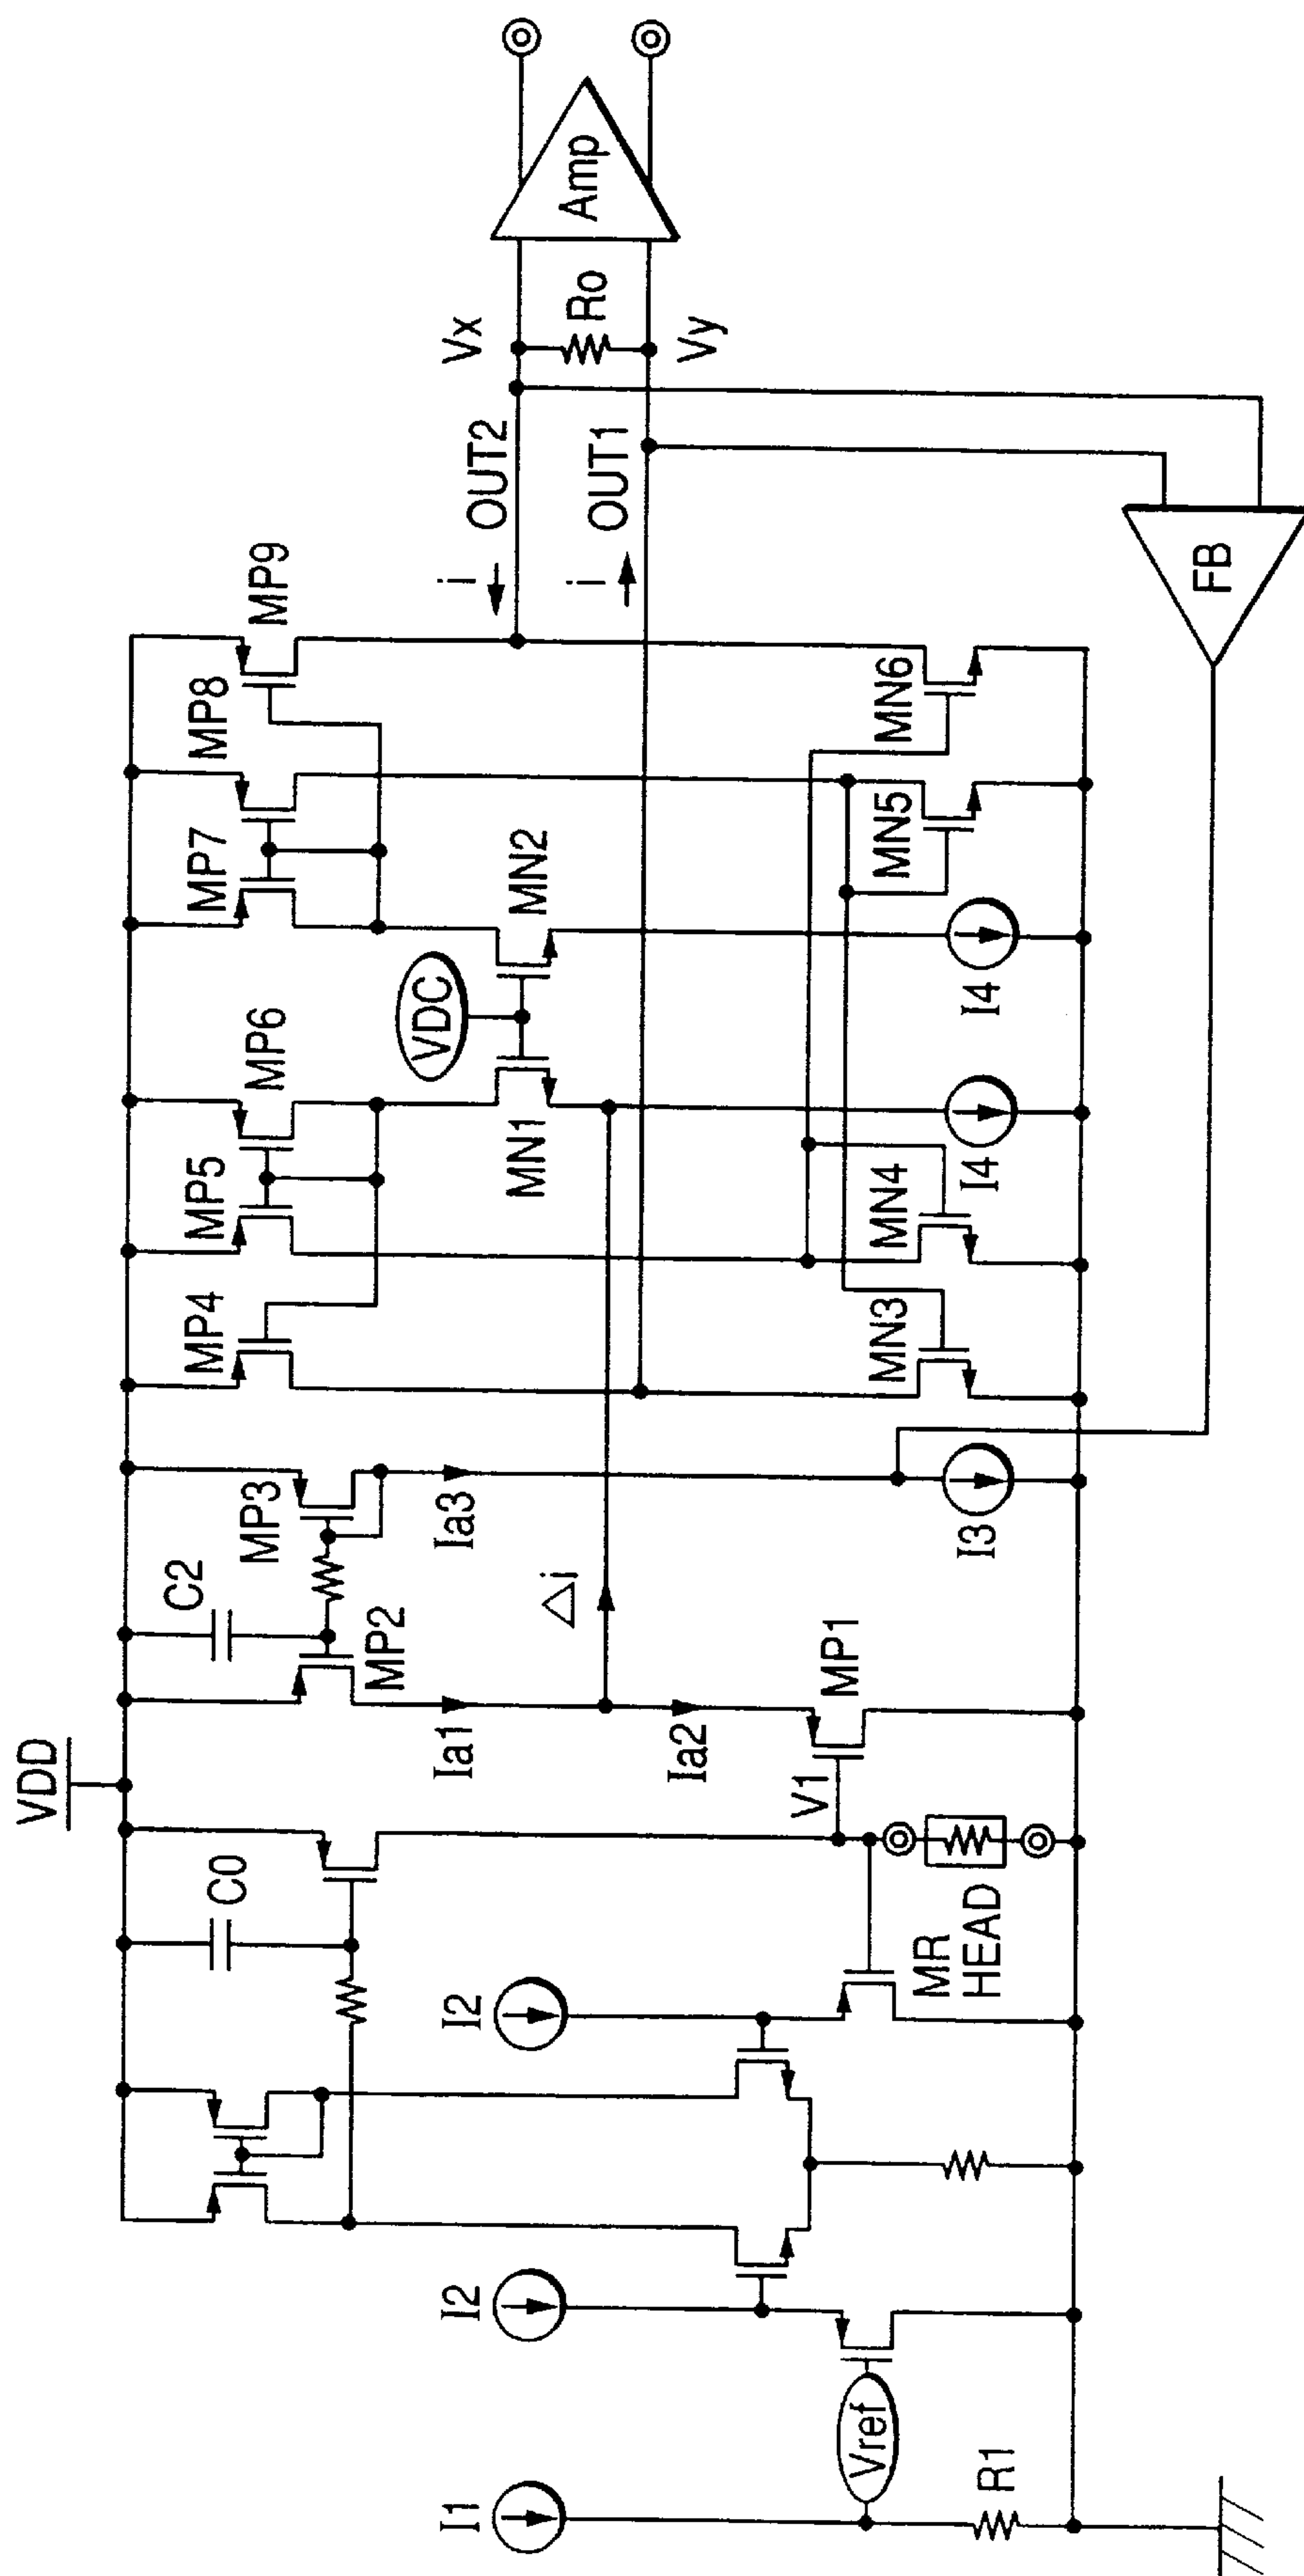 VDD
C0
C2
MP3
MP2
MP4
MP5
MP6
MP7
MP8
MP9
VDC
MN1
MN2
I1
I2
I2
Ia1
Ia2
Ia3
△i
i
i
OUT2
OUT1
Vx
Vy
Ro
Amp
Vref
R1
MR
HEAD
V1
MP1
I3
MN3
MN4
I4
I4
MN5
MN6
FB